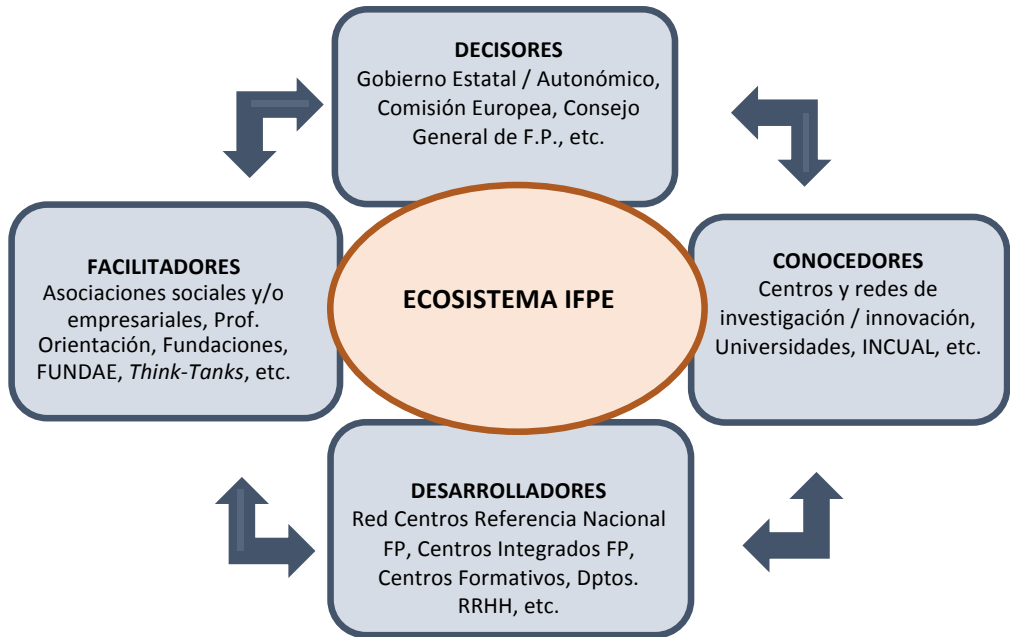 DECISORES
Gobierno Estatal / Autonómico,
Comisión Europea, Consejo
General de F.P., etc.
FACILITADORES
Asociaciones sociales y/o
empresariales, Prof.
Orientación, Fundaciones,
FUNDAE, Think-Tanks, etc.
ECOSISTEMA IFPE
CONOCEDORES
Centros y redes de
investigación / innovación,
Universidades, INCUAL, etc.
DESARROLLADORES
Red Centros Referencia Nacional
FP, Centros Integrados FP,
Centros Formativos, Dptos.
RRHH, etc.